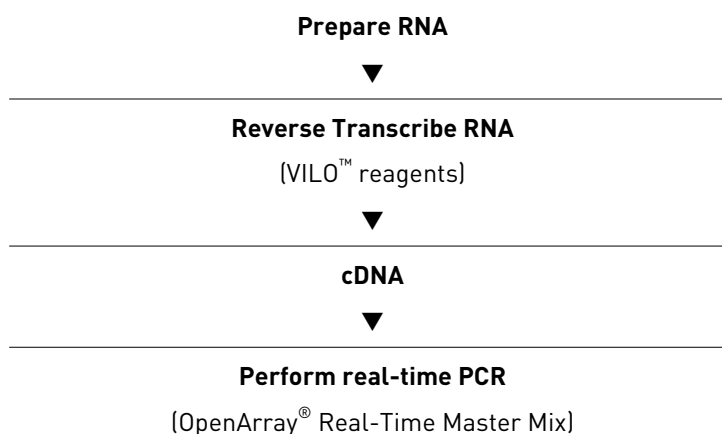 Prepare RNA
▼
Reverse Transcribe RNA
(VILO™ reagents)
▼
cDNA
▼
Perform real-time PCR
(OpenArray® Real-Time Master Mix)